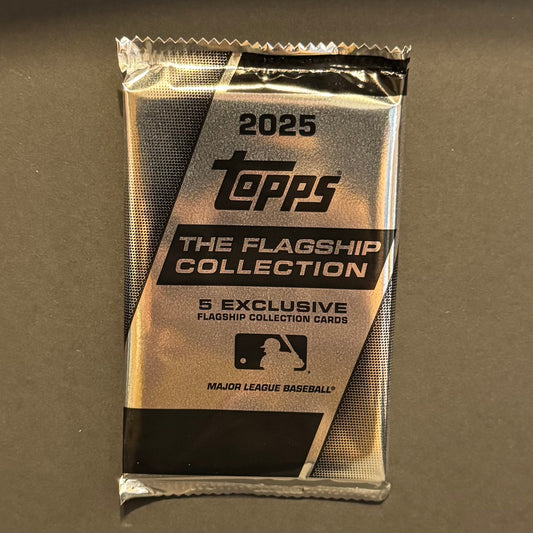 2025
Topps®
THE FLAGSHIP
COLLECTION
5 EXCLUSIVE
FLAGSHIP COLLECTION CARDS
MAJOR LEAGUE BASEBALL®